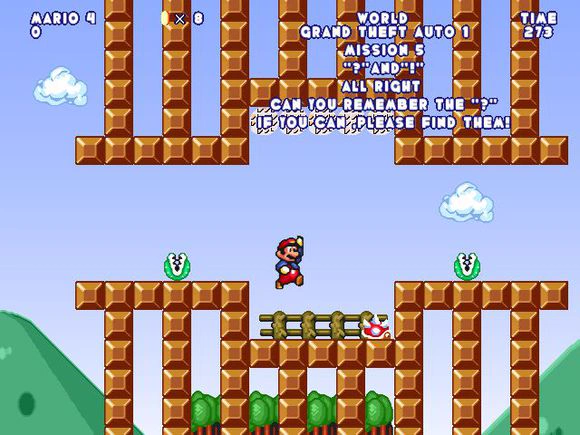 MARIO 4
0
× 8
WORLD
GRAND THEFT AUTO 1
MISSION 5
"?"AND"!"
ALL RIGHT
CAN YOU REMEMBER THE "?"
IF YOU CAN PLEASE FIND THEM!
TIME
273